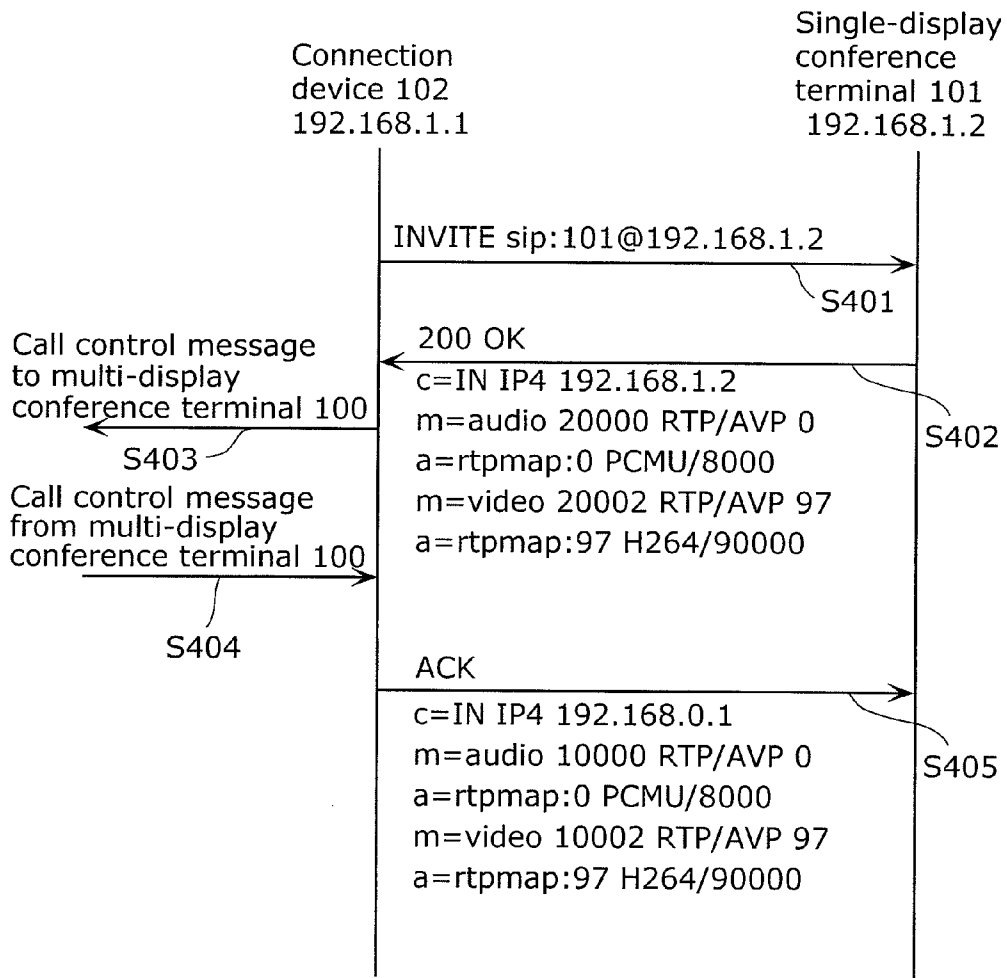 Connection
device 102
192.168.1.1
Single-display
conference
terminal 101
192.168.1.2
INVITE sip:101@192.168.1.2
S401
200 OK
c=IN IP4 192.168.1.2
m=audio 20000 RTP/AVP 0
a=rtpmap:0 PCMU/8000
m=video 20002 RTP/AVP 97
a=rtpmap:97 H264/90000
S402
Call control message
to multi-display
conference terminal 100
S403
Call control message
from multi-display
conference terminal 100
S404
ACK
c=IN IP4 192.168.0.1
m=audio 10000 RTP/AVP 0
a=rtpmap:0 PCMU/8000
m=video 10002 RTP/AVP 97
a=rtpmap:97 H264/90000
S405